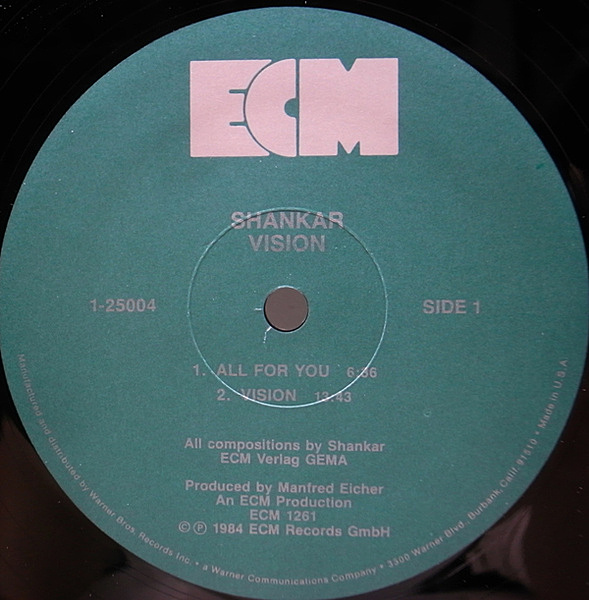 ECM
SHANKAR
VISION
1-25004
SIDE 1
1. ALL FOR YOU 6:36
2. VISION 13:43
All compositions by Shankar
ECM Verlag GEMA
Produced by Manfred Eicher
An ECM Production
ECM 1261
© ℗ 1984 ECM Records GmbH
Manufactured and distributed by Warner Bros. Records Inc. • a Warner Communications Company • 3300 Warner Blvd., Burbank, Calif. 91510 • Made in U.S.A.